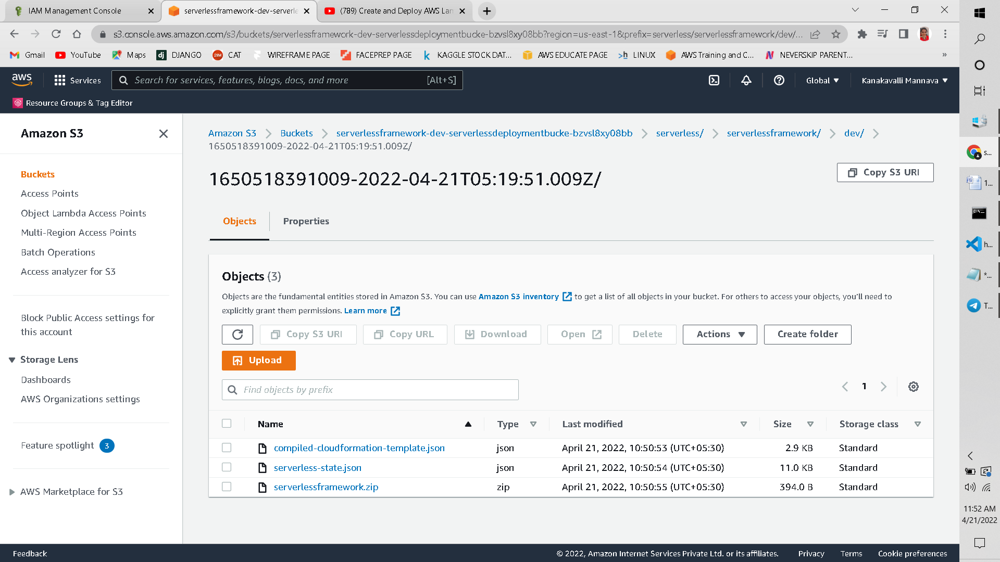 IAM Management Console
serverlessframework-dev-serverle
(789) Create and Deploy AWS Lan
s3.console.aws.amazon.com/s3/buckets/serverlessframework-dev-serverlessdeploymentbucke-bzvsl8xy08bb?region=us-east-1&prefix=serverless/serverlessframework/dev/...
Gmail YouTube Maps DJANGO CAT WIREFRAME PAGE FACEPREP PAGE KAGGLE STOCK DAT... AWS EDUCATE PAGE LINUX AWS Training and C... NEVERSKIP PARENT... »
aws Services Search for services, features, blogs, docs, and more [Alt+S] Global Kanakavalli Mannava
Resource Groups & Tag Editor
Amazon S3
Buckets
Access Points
Object Lambda Access Points
Multi-Region Access Points
Batch Operations
Access analyzer for S3
Block Public Access settings for
this account
Storage Lens
Dashboards
AWS Organizations settings
Feature spotlight 3
AWS Marketplace for S3
Amazon S3 Buckets serverlessframework-dev-serverlessdeploymentbucke-bzvsl8xy08bb serverless/ serverlessframework/ dev/
1650518391009-2022-04-21T05:19:51.009Z/
1650518391009-2022-04-21T05:19:51.009Z/
Copy S3 URI
Objects Properties
Objects (3)
Objects are the fundamental entities stored in Amazon S3. You can use Amazon S3 inventory to get a list of all objects in your bucket. For others to access your objects, you'll need to
explicitly grant them permissions. Learn more
Copy S3 URI Copy URL Download Open Delete Actions Create folder
Upload
Find objects by prefix
1
Name Type Last modified Size Storage class
compiled-cloudformation-template.json json April 21, 2022, 10:50:53 (UTC+05:30) 2.9 KB Standard
serverless-state.json json April 21, 2022, 10:50:54 (UTC+05:30) 11.0 KB Standard
serverlessframework.zip zip April 21, 2022, 10:50:55 (UTC+05:30) 394.0 B Standard
Feedback © 2022, Amazon Internet Services Private Ltd. or its affiliates. Privacy Terms Cookie preferences
s...
1...
h...
*...
T...
11:52 AM
4/21/2022